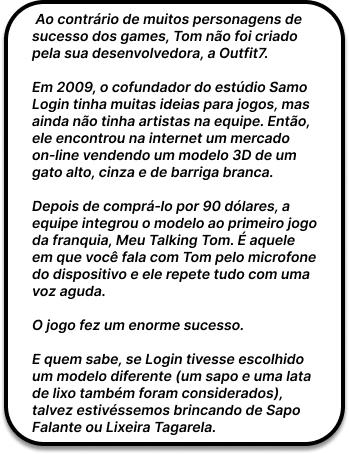 Ao contrário de muitos personagens de
sucesso dos games, Tom não foi criado
pela sua desenvolvedora, a Outfit7.
Em 2009, o cofundador do estúdio Samo
Login tinha muitas ideias para jogos, mas
ainda não tinha artistas na equipe. Então,
ele encontrou na internet um mercado
on-line vendendo um modelo 3D de um
gato alto, cinza e de barriga branca.
Depois de comprá-lo por 90 dólares, a
equipe integrou o modelo ao primeiro jogo
da franquia, Meu Talking Tom. É aquele
em que você fala com Tom pelo microfone
do dispositivo e ele repete tudo com uma
voz aguda.
O jogo fez um enorme sucesso.
E quem sabe, se Login tivesse escolhido
um modelo diferente (um sapo e uma lata
de lixo também foram considerados),
talvez estivéssemos brincando de Sapo
Falante ou Lixeira Tagarela.